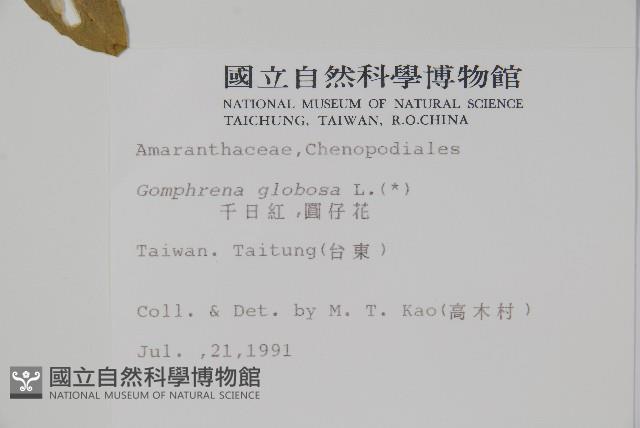 國立自然科學博物館
NATIONAL MUSEUM OF NATURAL SCIENCE
TAICHUNG, TAIWAN, R.O.CHINA
Amaranthaceae,Chenopodiales
Gomphrena globosa L.(*)
千日紅,圓仔花
Taiwan. Taitung(台東)
Coll. & Det. by M. T. Kao(高木村)
Jul. ,21,1991
國立自然科學博物館
NATIONAL MUSEUM OF NATURAL SCIENCE